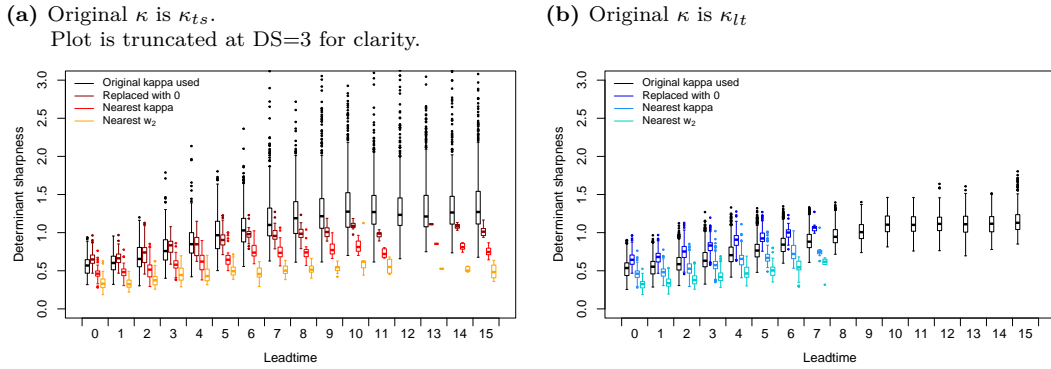 (a) Original κ is κ_ts.
Plot is truncated at DS=3 for clarity.
Original kappa used
Replaced with 0
Nearest kappa
Nearest w₂
Determinant sharpness
0.0 0.5 1.0 1.5 2.0 2.5 3.0
0 1 2 3 4 5 6 7 8 9 10 11 12 13 14 15
Leadtime
(b) Original κ is κ_lt
Original kappa used
Replaced with 0
Nearest kappa
Nearest w₂
Determinant sharpness
0.0 0.5 1.0 1.5 2.0 2.5 3.0
0 1 2 3 4 5 6 7 8 9 10 11 12 13 14 15
Leadtime